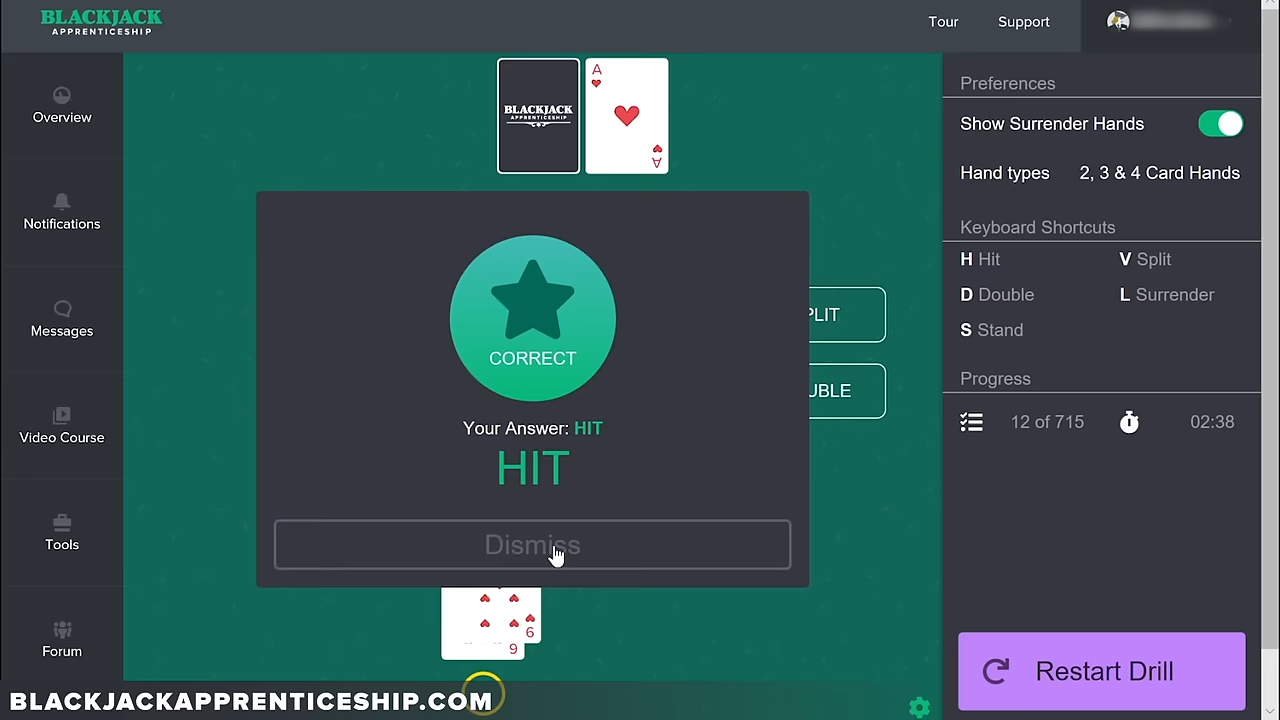 BLACKJACK
APPRENTICESHIP
Tour
Support
Overview
Notifications
Messages
Video Course
Tools
Forum
BLACKJACK
APPRENTICESHIP
A
A
PLIT
UBLE
CORRECT
Your Answer: HIT
HIT
Dismiss
6
9
Preferences
Show Surrender Hands
Hand types 2, 3 & 4 Card Hands
Keyboard Shortcuts
H Hit
V Split
D Double
L Surrender
S Stand
Progress
12 of 715
02:38
Restart Drill
BLACKJACKAPPRENTICESHIP.COM